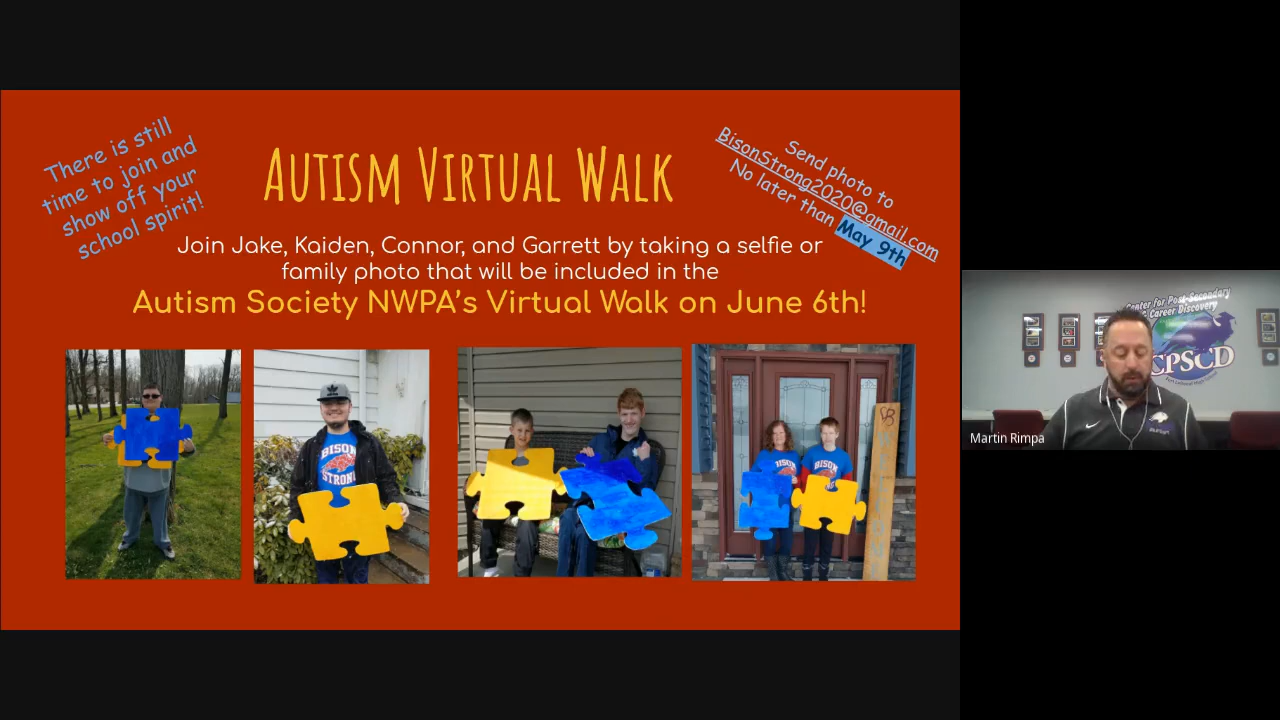 There is still
time to join and
show off your
school spirit!
Autism Virtual Walk
Send photo to
BisonStrong2020@gmail.com
No later than May 9th
Join Jake, Kaiden, Connor, and Garrett by taking a selfie or
family photo that will be included in the
Autism Society NWPA's Virtual Walk on June 6th!
BISON
STRONG
BISON
BISON
Center for Post-Secondary
& Career Discovery
CPSCD
Martin Rimpa